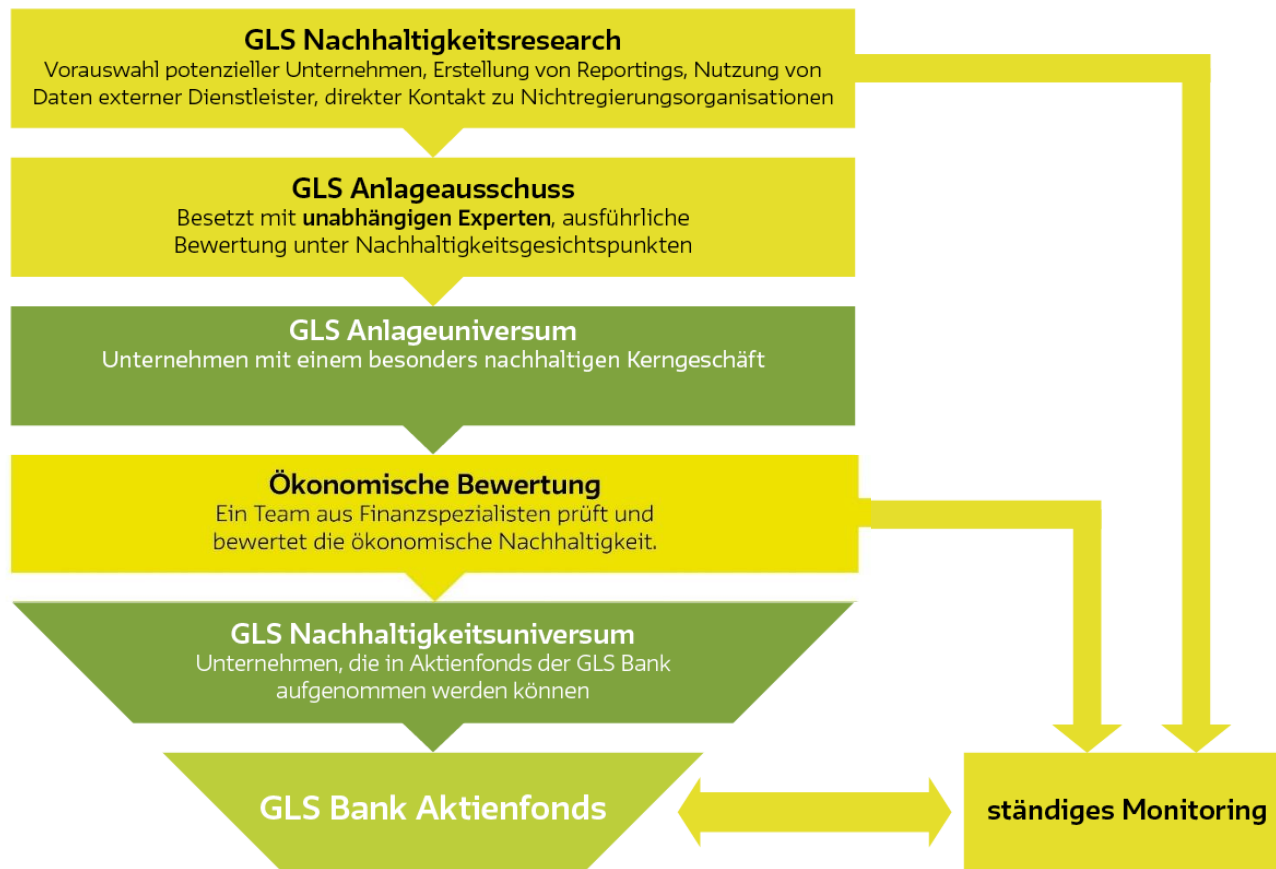 GLS Nachhaltigkeitsresearch
Vorauswahl potenzieller Unternehmen, Erstellung von Reportings, Nutzung von
Daten externer Dienstleister, direkter Kontakt zu Nichtregierungsorganisationen
GLS Anlageausschuss
Besetzt mit unabhängigen Experten, ausführliche
Bewertung unter Nachhaltigkeitsgesichtspunkten
GLS Anlageuniversum
Unternehmen mit einem besonders nachhaltigen Kerngeschäft
Ökonomische Bewertung
Ein Team aus Finanzspezialisten prüft und
bewertet die ökonomische Nachhaltigkeit.
GLS Nachhaltigkeitsuniversum
Unternehmen, die in Aktienfonds der GLS Bank
aufgenommen werden können
GLS Bank Aktienfonds
ständiges Monitoring